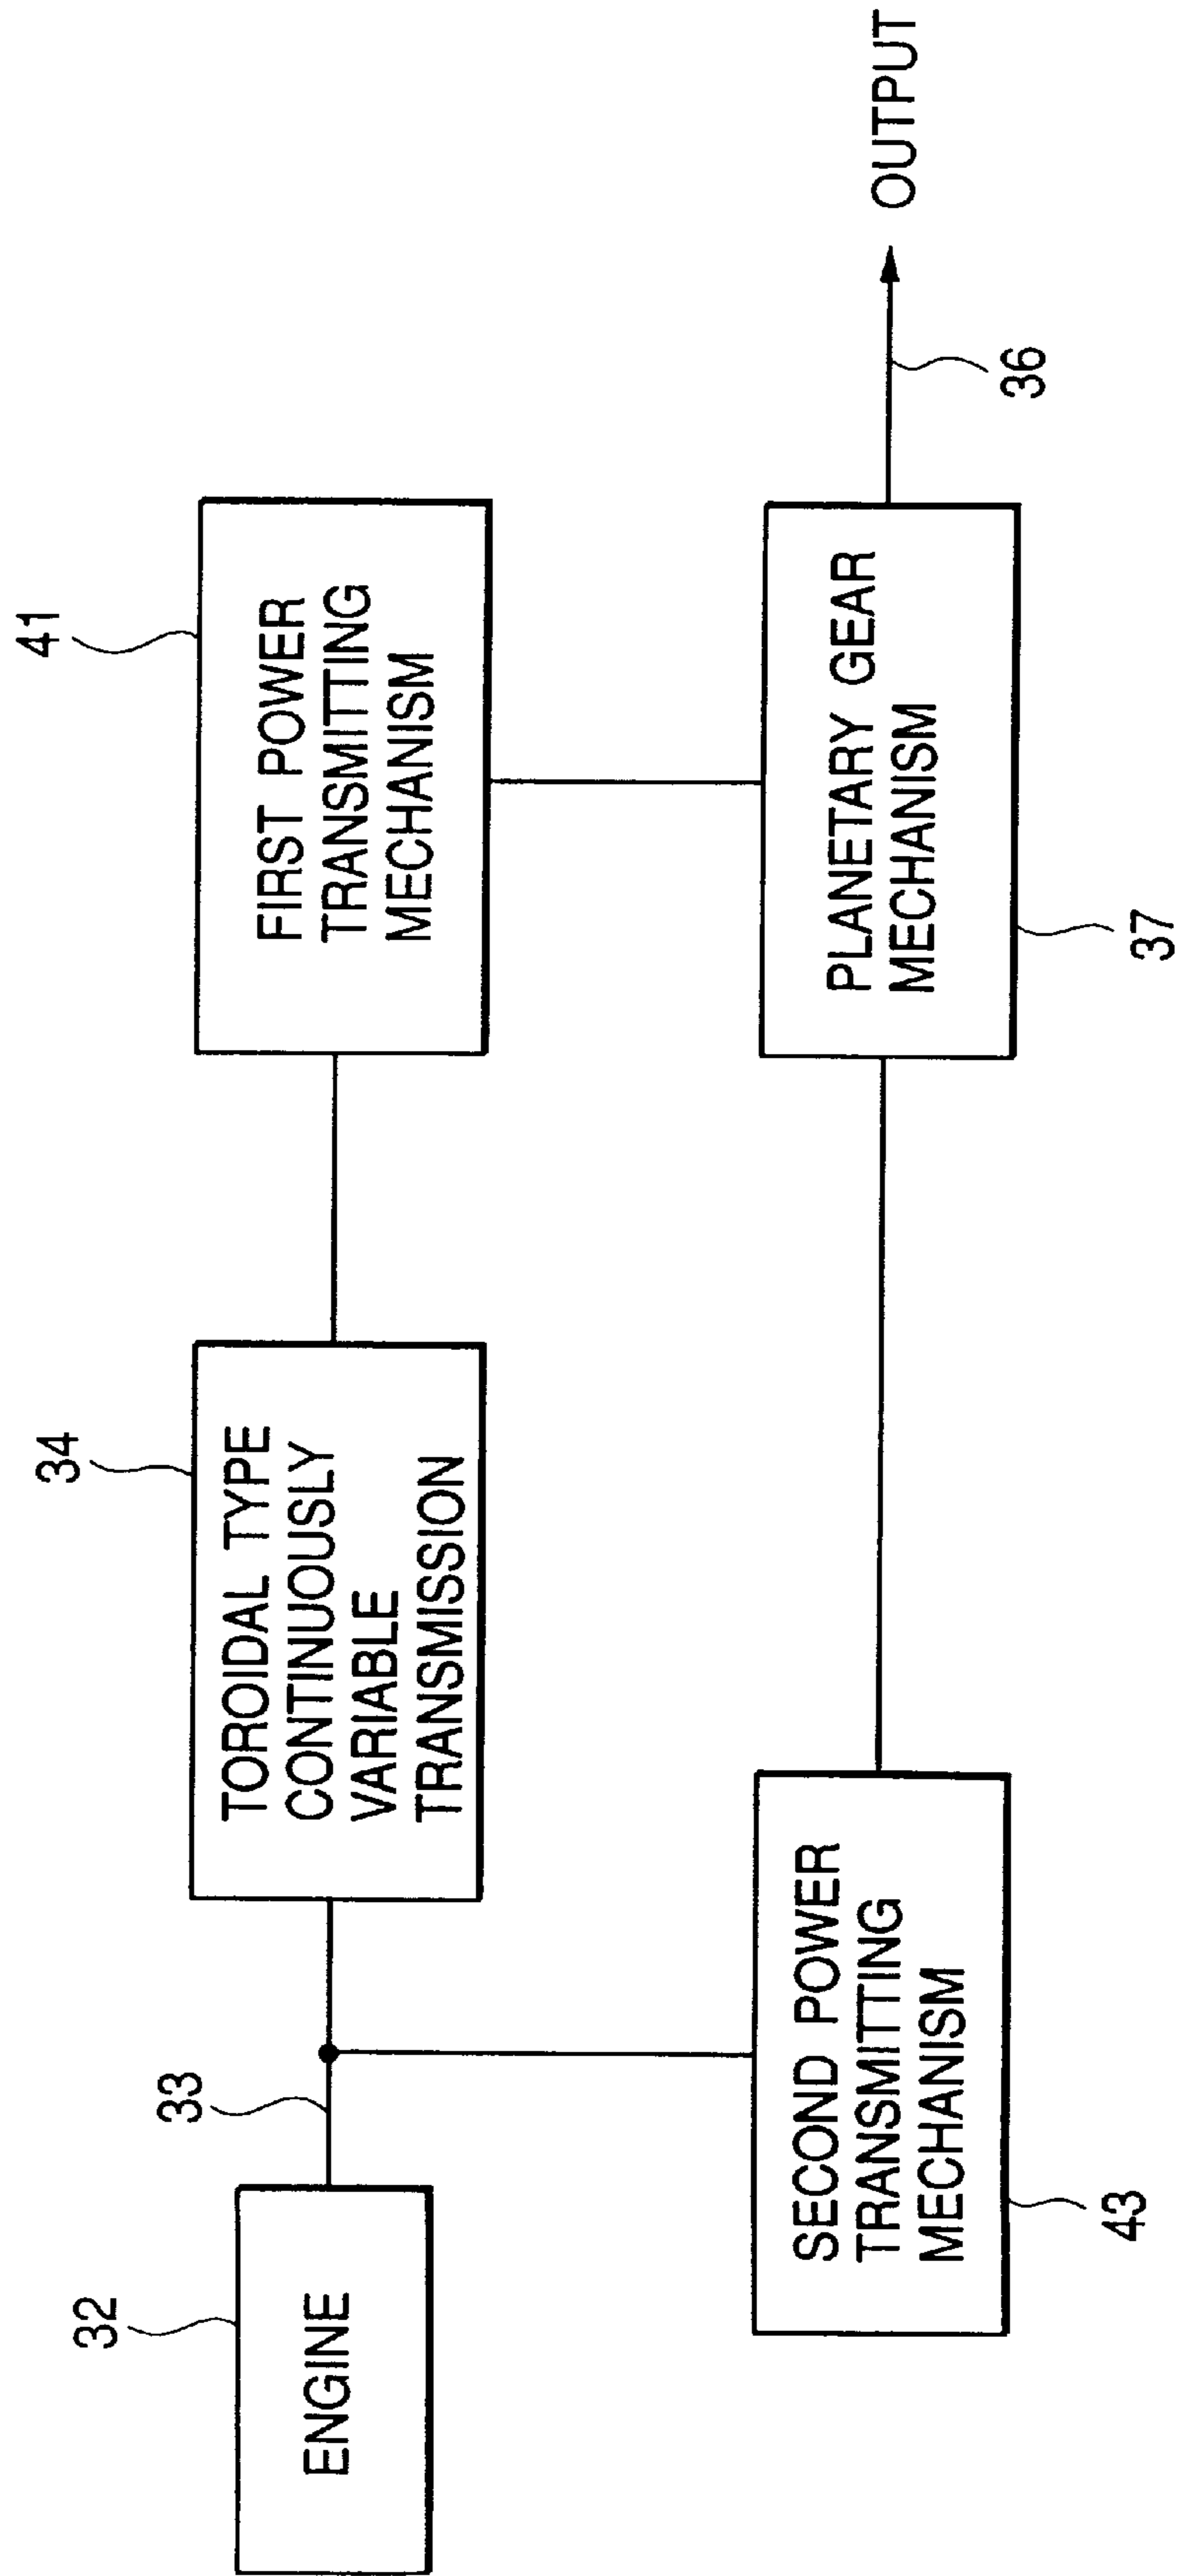 32
ENGINE
33
34
TOROIDAL TYPE
CONTINUOUSLY
VARIABLE
TRANSMISSION
41
FIRST POWER
TRANSMITTING
MECHANISM
SECOND POWER
TRANSMITTING
MECHANISM
43
PLANETARY GEAR
MECHANISM
37
36
OUTPUT